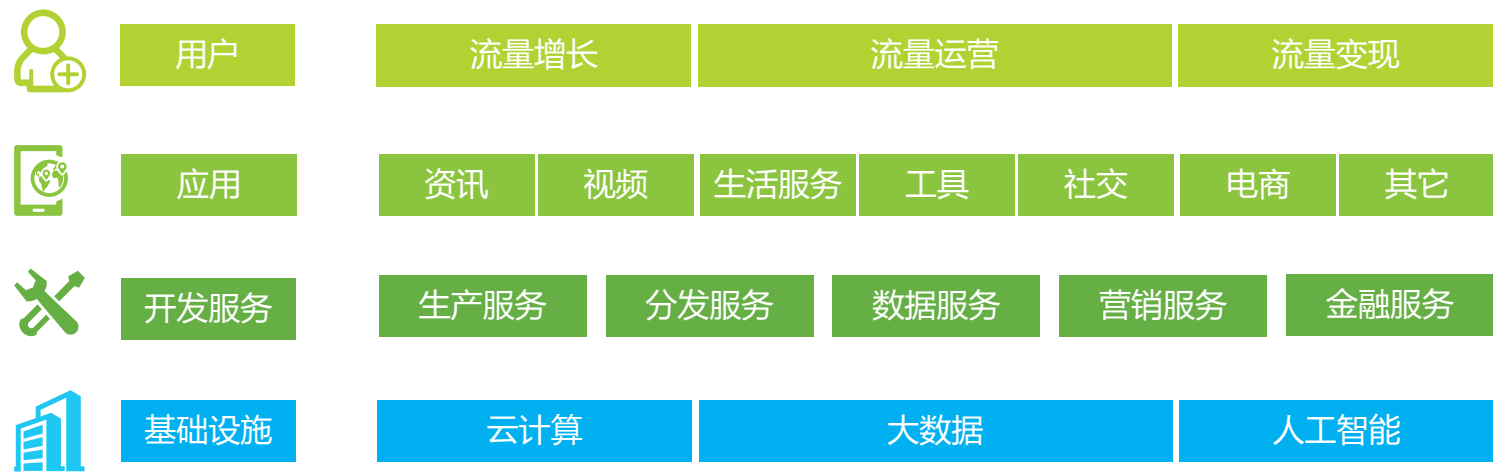 用户 流量增长 流量运营 流量变现
应用 资讯 视频 生活服务 工具 社交 电商 其它
开发服务 生产服务 分发服务 数据服务 营销服务 金融服务
基础设施 云计算 大数据 人工智能